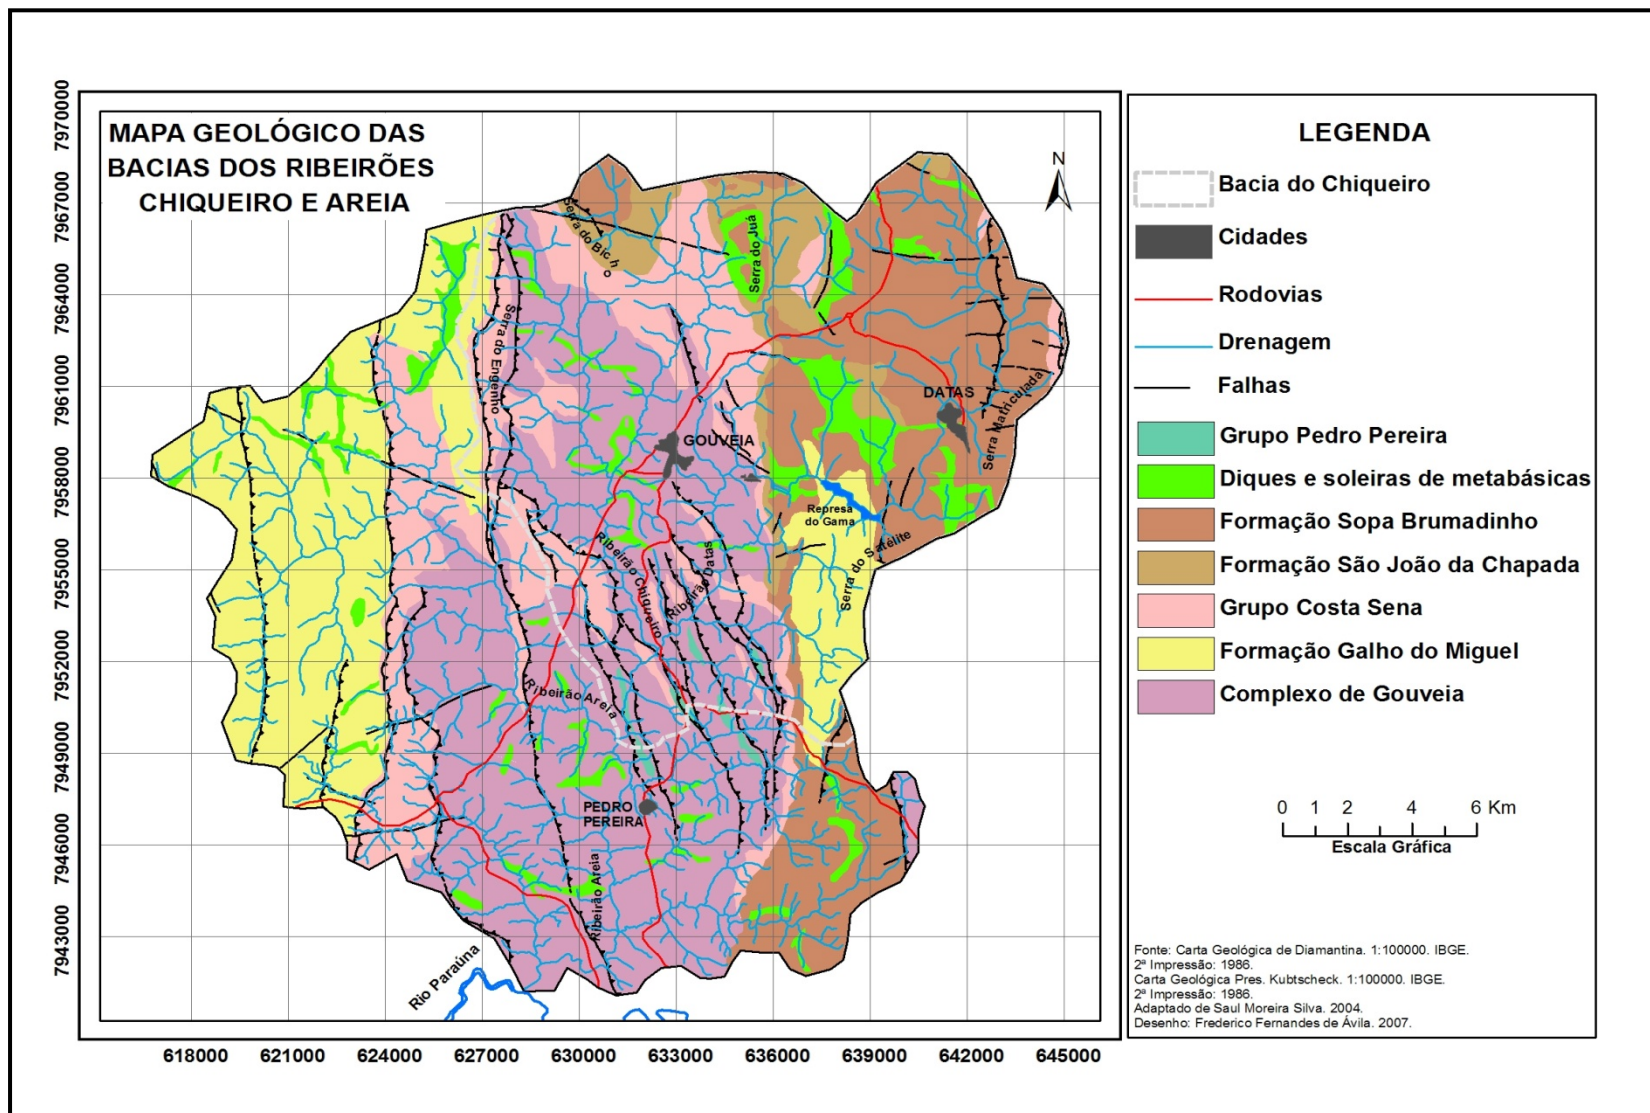 MAPA GEOLÓGICO DAS
BACIAS DOS RIBEIRÕES
CHIQUEIRO E AREIA
7970000
7967000
7964000
7961000
7958000
7955000
7952000
7949000
7946000
7943000
618000
621000
624000
627000
630000
633000
636000
639000
642000
645000
N
Serra do Bicho
Serra do Juá
Serra do Engenho
DATAS
Serra Matriculada
GOUVEIA
Represa
do Gama
Serra do Satélite
Ribeirão Chiqueiro
Ribeirão Datas
Ribeirão Areia
PEDRO
PEREIRA
Ribeirão Areia
Rio Paraúna
LEGENDA
Bacia do Chiqueiro
Cidades
Rodovias
Drenagem
Falhas
Grupo Pedro Pereira
Diques e soleiras de metabásicas
Formação Sopa Brumadinho
Formação São João da Chapada
Grupo Costa Sena
Formação Galho do Miguel
Complexo de Gouveia
0 1 2 4 6 Km
Escala Gráfica
Fonte: Carta Geológica de Diamantina. 1:100000. IBGE.
2ª Impressão: 1986.
Carta Geológica Pres. Kubtscheck. 1:100000. IBGE.
2ª Impressão: 1986.
Adaptado de Saul Moreira Silva. 2004.
Desenho: Frederico Fernandes de Ávila. 2007.